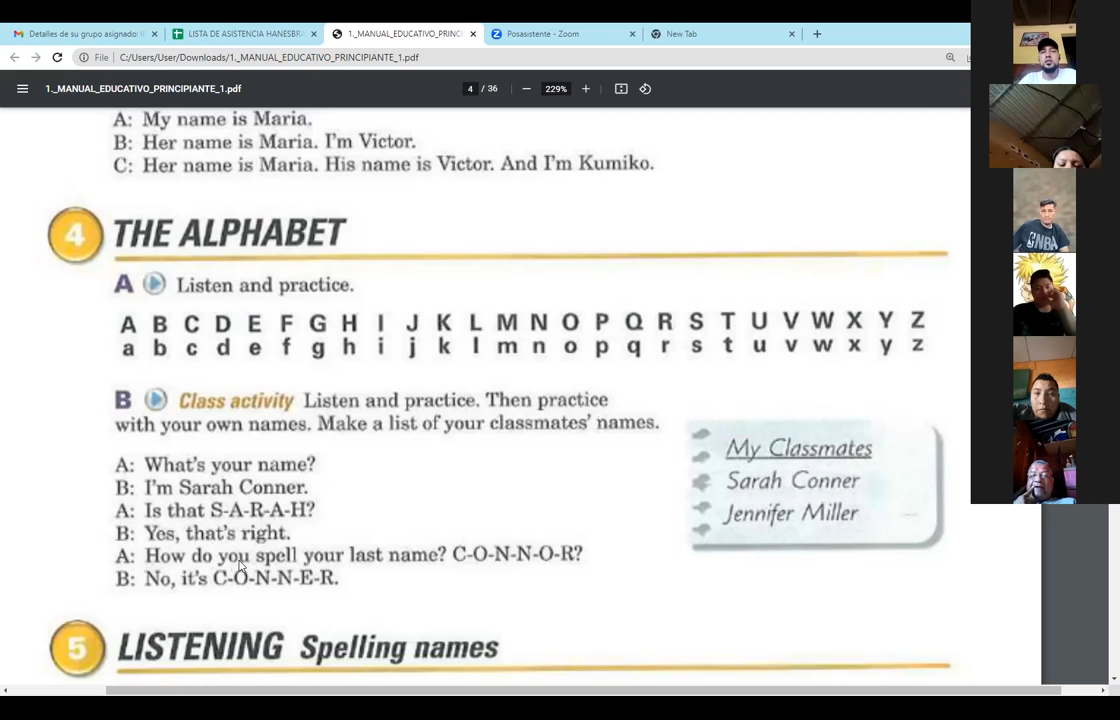 Detalles de su grupo asignado: II
LISTA DE ASISTENCIA HANESBRA
1._MANUAL_EDUCATIVO_PRINCI
Posasistente - Zoom
New Tab
File
C:/Users/User/Downloads/1._MANUAL_EDUCATIVO_PRINCIPIANTE_1.pdf
1._MANUAL_EDUCATIVO_PRINCIPIANTE_1.pdf
4 / 36
229%
A: My name is Maria.
B: Her name is Maria. I'm Victor.
C: Her name is Maria. His name is Victor. And I'm Kumiko.
4 THE ALPHABET
A Listen and practice.
A B C D E F G H I J K L M N O P Q R S T U V W X Y Z
a b c d e f g h i j k l m n o p q r s t u v w x y z
B Class activity Listen and practice. Then practice
with your own names. Make a list of your classmates' names.
A: What's your name?
B: I'm Sarah Conner.
A: Is that S-A-R-A-H?
B: Yes, that's right.
A: How do you spell your last name? C-O-N-N-O-R?
B: No, it's C-O-N-N-E-R.
My Classmates
Sarah Conner
Jennifer Miller
5 LISTENING Spelling names
NBA